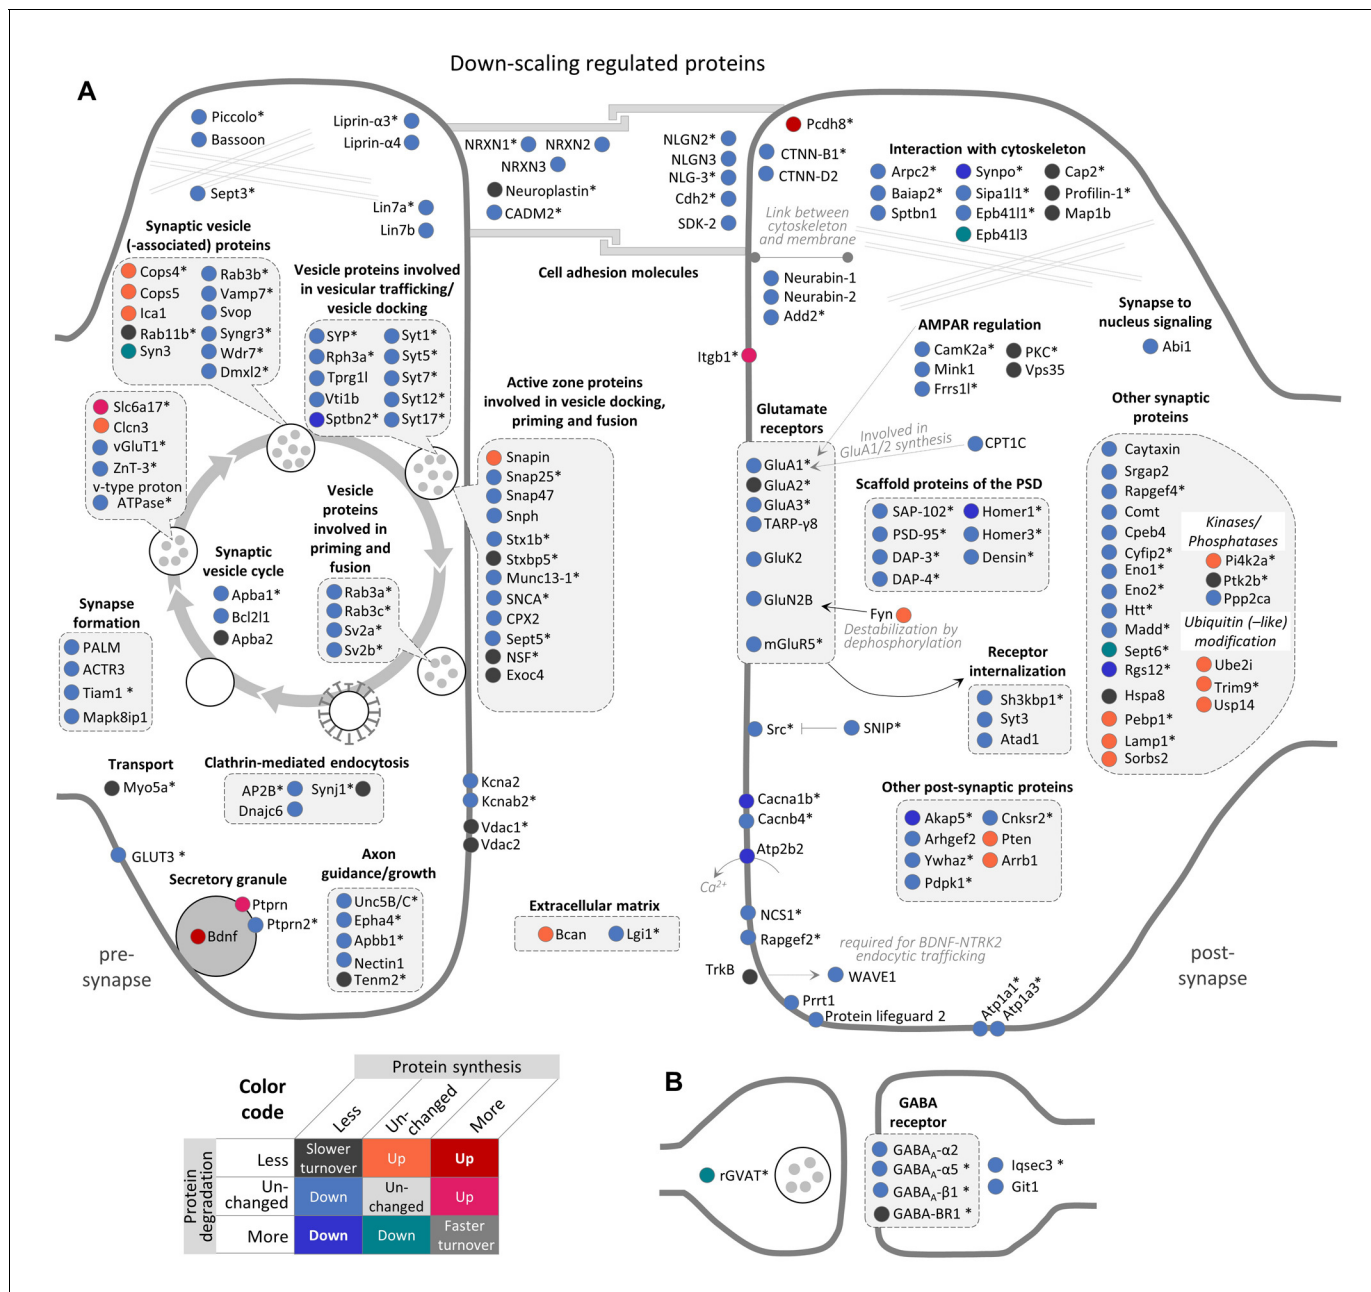 Down-scaling regulated proteins
A
Piccolo*
Bassoon
Sept3*
Liprin-α3*
Liprin-α4
Lin7a*
Lin7b
NRXN1*
NRXN2
NRXN3
Neuroplastin*
CADM2*
NLGN2*
NLGN3
NLG-3*
Cdh2*
SDK-2
Cell adhesion molecules
Pcdh8*
CTNN-B1*
CTNN-D2
Link between
cytoskeleton
and membrane
Neurabin-1
Neurabin-2
Add2*
Itgb1*
Interaction with cytoskeleton
Arpc2*
Baiap2*
Sptbn1
Synpo*
Sipa1l1*
Epb41l1*
Epb41l3
Cap2*
Profilin-1*
Map1b
Synapse to
nucleus signaling
Abi1
Synaptic vesicle
(-associated) proteins
Cops4*
Cops5
Ica1
Rab11b*
Syn3
Rab3b*
Vamp7*
Svop
Syngr3*
Wdr7*
Dmxl2*
Vesicle proteins involved
in vesicular trafficking/
vesicle docking
SYP*
Rph3a*
Tprg1l
Vti1b
Sptbn2*
Syt1*
Syt5*
Syt7*
Syt12*
Syt17*
Slc6a17*
Clcn3
vGluT1*
ZnT-3*
v-type proton
ATPase*
Active zone proteins
involved in vesicle docking,
priming and fusion
Snapin
Snap25*
Snap47
Snph
Stx1b*
Stxbp5*
Munc13-1*
SNCA*
CPX2
Sept5*
NSF*
Exoc4
Vesicle
proteins
involved in
priming and
fusion
Rab3a*
Rab3c*
Sv2a*
Sv2b*
Synaptic
vesicle cycle
Apba1*
Bcl2l1
Apba2
Synapse
formation
PALM
ACTR3
Tiam1 *
Mapk8ip1
Transport
Myo5a*
Clathrin-mediated endocytosis
AP2B*
Synj1*
Dnajc6
Kcna2
Kcnab2*
Vdac1*
Vdac2
GLUT3 *
Secretory granule
Ptprn
Ptprn2*
Bdnf
Axon
guidance/growth
Unc5B/C*
Epha4*
Apbb1*
Nectin1
Tenm2*
pre-
synapse
Extracellular matrix
Bcan
Lgi1*
AMPAR regulation
CamK2a*
Mink1
Frrs1l*
PKC*
Vps35
Glutamate
receptors
GluA1*
GluA2*
GluA3*
TARP-γ8
GluK2
GluN2B
mGluR5*
Involved in
GluA1/2 synthesis
CPT1C
Scaffold proteins of the PSD
SAP-102*
PSD-95*
DAP-3*
DAP-4*
Homer1*
Homer3*
Densin*
Fyn
Destabilization by
dephosphorylation
Receptor
internalization
Sh3kbp1*
Syt3
Atad1
Src*
SNIP*
Other synaptic
proteins
Caytaxin
Srgap2
Rapgef4*
Comt
Cpeb4
Cyfip2*
Eno1*
Eno2*
Htt*
Madd*
Sept6*
Rgs12*
Hspa8
Pebp1*
Lamp1*
Sorbs2
Kinases/
Phosphatases
Pi4k2a*
Ptk2b*
Ppp2ca
Ubiquitin (–like)
modification
Ube2i
Trim9*
Usp14
Other post-synaptic proteins
Akap5*
Arhgef2
Ywhaz*
Pdpk1*
Cnksr2*
Pten
Arrb1
Cacna1b*
Cacnb4*
Atp2b2
Ca²⁺
NCS1*
Rapgef2*
required for BDNF-NTRK2
endocytic trafficking
TrkB
WAVE1
Prrt1
Protein lifeguard 2
Atp1a1*
Atp1a3*
post-
synapse
Color
code
Protein synthesis
Less
Un-
changed
More
Protein
degradation
Less
Slower
turnover
Up
Up
Un-
changed
Down
Un-
changed
Up
More
Down
Down
Faster
turnover
B
rGVAT*
GABA
receptor
GABAA-α2
GABAA-α5 *
GABAA-β1 *
GABA-BR1 *
Iqsec3 *
Git1